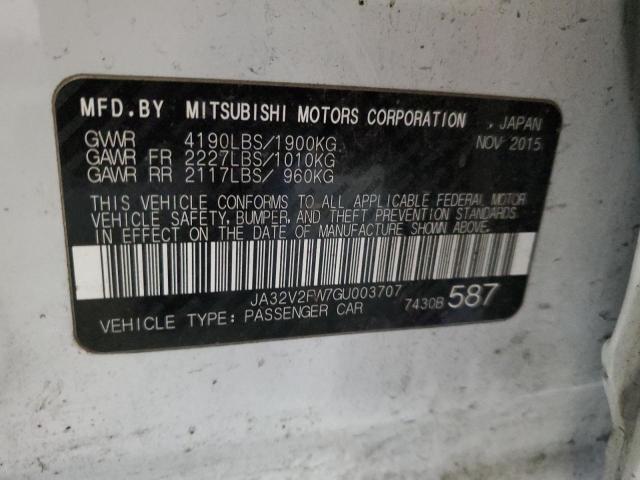 MFD.BY MITSUBISHI MOTORS CORPORATION, JAPAN
GVWR 4190LBS/1900KG NOV 2015
GAWR FR 2227LBS/1010KG
GAWR RR 2117LBS/ 960KG
THIS VEHICLE CONFORMS TO ALL APPLICABLE FEDERAL MOTOR
VEHICLE SAFETY, BUMPER, AND THEFT PREVENTION STANDARDS
IN EFFECT ON THE DATE OF MANUFACTURE SHOWN ABOVE.
JA32V2FW7GU003707
VEHICLE TYPE: PASSENGER CAR 7430B 587